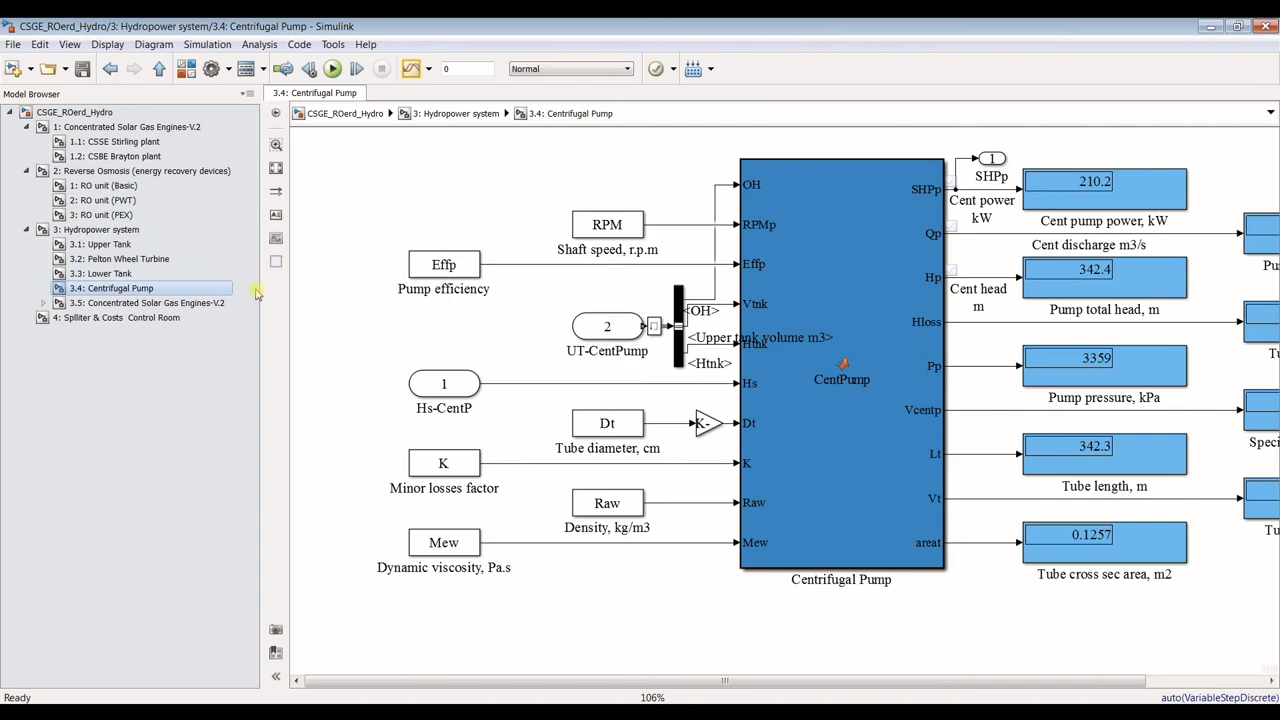 CSGE_ROerd_Hydro/3: Hydropower system/3.4: Centrifugal Pump - Simulink
File Edit View Display Diagram Simulation Analysis Code Tools Help
0 Normal
Model Browser
3.4: Centrifugal Pump
CSGE_ROerd_Hydro
1: Concentrated Solar Gas Engines-V.2
1.1: CSSE Stirling plant
1.2: CSBE Brayton plant
2: Reverse Osmosis (energy recovery devices)
1: RO unit (Basic)
2: RO unit (PWT)
3: RO unit (PEX)
3: Hydropower system
3.1: Upper Tank
3.2: Pelton Wheel Turbine
3.3: Lower Tank
3.4: Centrifugal Pump
3.5: Concentrated Solar Gas Engines-V.2
4: Splliter & Costs Control Room
CSGE_ROerd_Hydro 3: Hydropower system 3.4: Centrifugal Pump
RPM
Shaft speed, r.p.m
Effp
Pump efficiency
2
UT-CentPump
<OH>
<Upper tank volume m3>
<Htnk>
1
Hs-CentP
Dt
Tube diameter, cm
K-
K
Minor losses factor
Raw
Density, kg/m3
Mew
Dynamic viscosity, Pa.s
OH
RPMp
Effp
Vtnk
Htnk
Hs
Dt
K
Raw
Mew
CentPump
SHPp
Qp
Hp
Hloss
Pp
Vcentp
Lt
Vt
areat
Centrifugal Pump
1
SHPp
Cent power
kW
210.2
Cent pump power, kW
Cent discharge m3/s
Cent head
m
342.4
Pump total head, m
3359
Pump pressure, kPa
342.3
Tube length, m
0.1257
Tube cross sec area, m2
Pu
Tu
Speci
Tu
Ready 106% auto(VariableStepDiscrete)